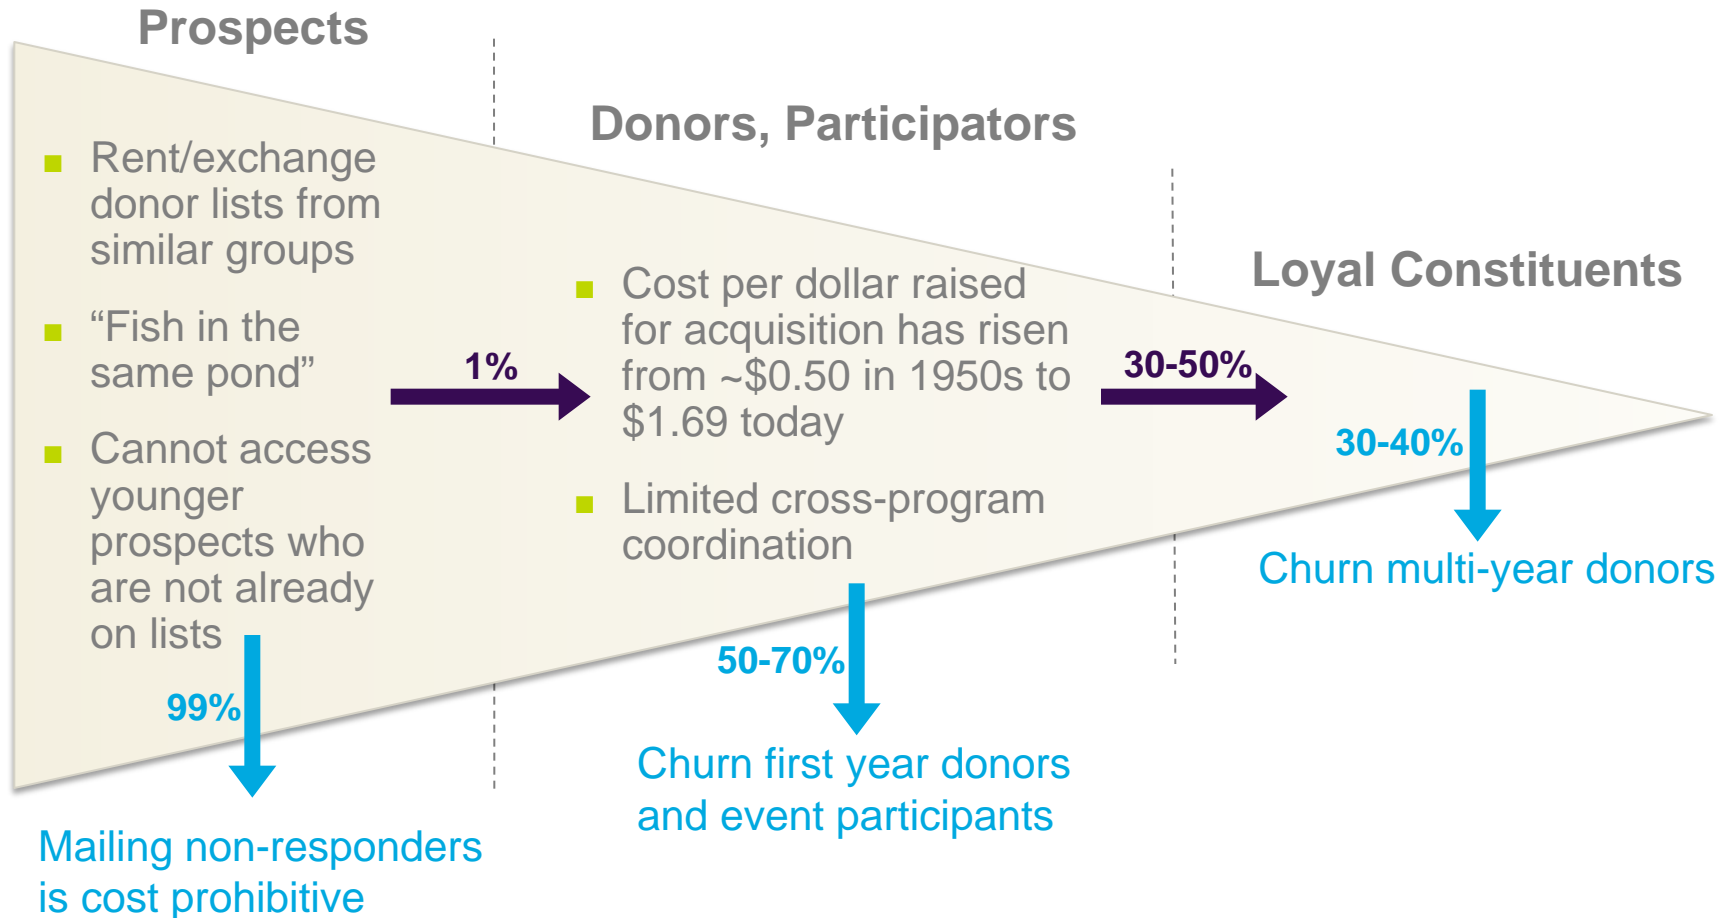 Prospects
Rent/exchange
donor lists from
similar groups
“Fish in the
same pond”
Cannot access
younger
prospects who
are not already
on lists
99%
Mailing non-responders
is cost prohibitive
1%
Donors, Participators
Cost per dollar raised
for acquisition has risen
from ~$0.50 in 1950s to
$1.69 today
Limited cross-program
coordination
50-70%
Churn first year donors
and event participants
30-50%
Loyal Constituents
30-40%
Churn multi-year donors